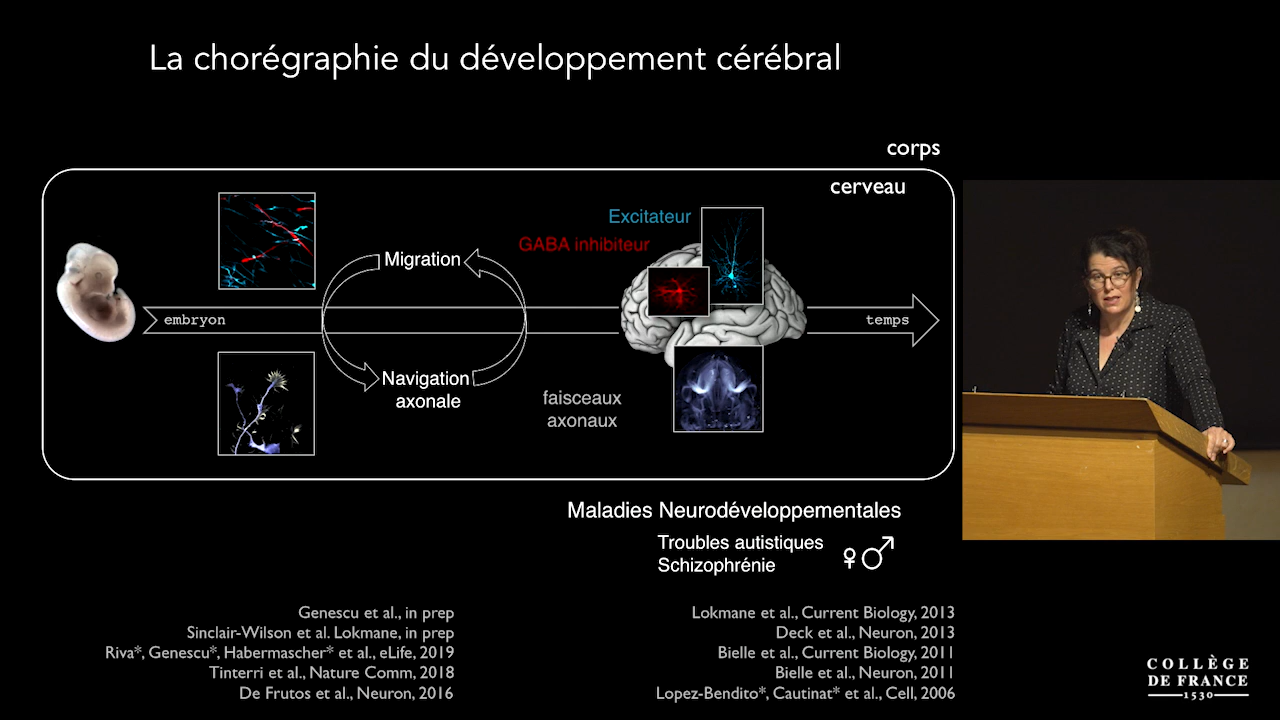 La chorégraphie du développement cérébral
corps
cerveau
Excitateur
GABA inhibiteur
Migration
embryon
temps
Navigation
axonale
faisceaux
axonaux
Maladies Neurodéveloppementales
Troubles autistiques
Schizophrénie
♀♂
Genescu et al., in prep
Sinclair-Wilson et al. Lokmane, in prep
Riva*, Genescu*, Habermascher* et al., eLife, 2019
Tinterri et al., Nature Comm, 2018
De Frutos et al., Neuron, 2016
Lokmane et al., Current Biology, 2013
Deck et al., Neuron, 2013
Bielle et al., Current Biology, 2011
Bielle et al., Neuron, 2011
Lopez-Bendito*, Cautinat* et al., Cell, 2006
COLLÈGE
DE FRANCE
1530